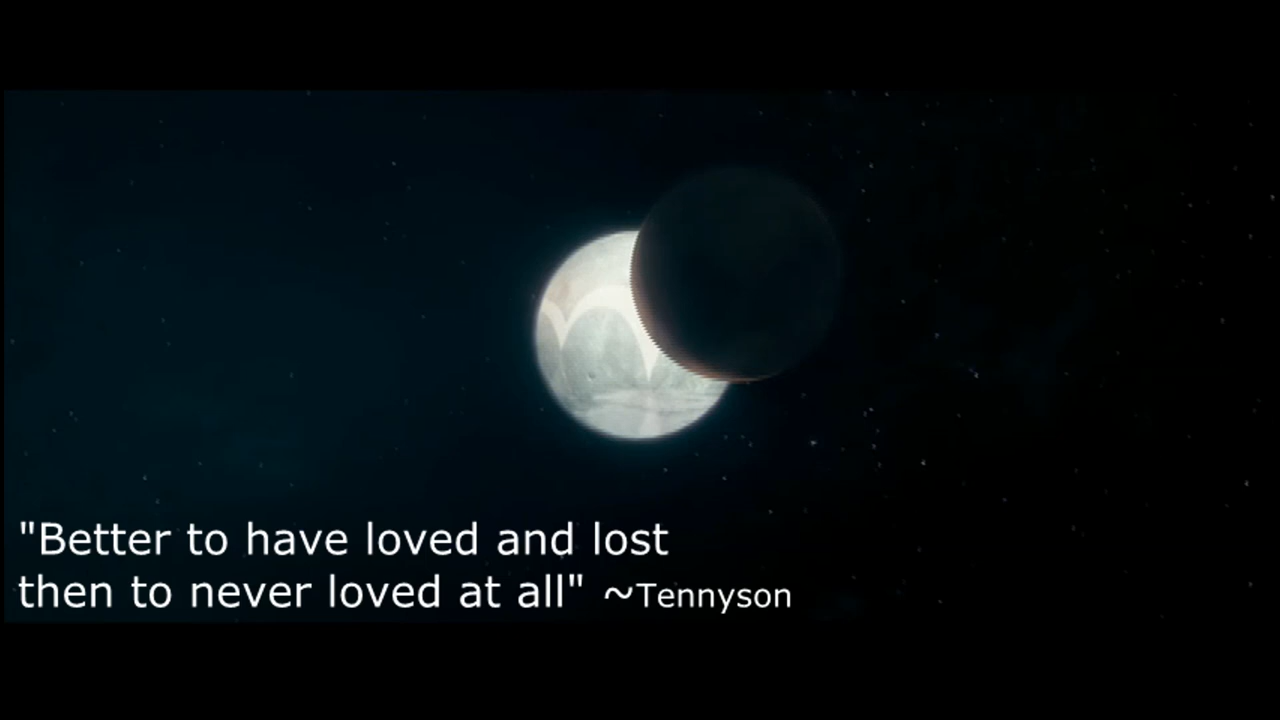 "Better to have loved and lost
then to never loved at all" ~Tennyson